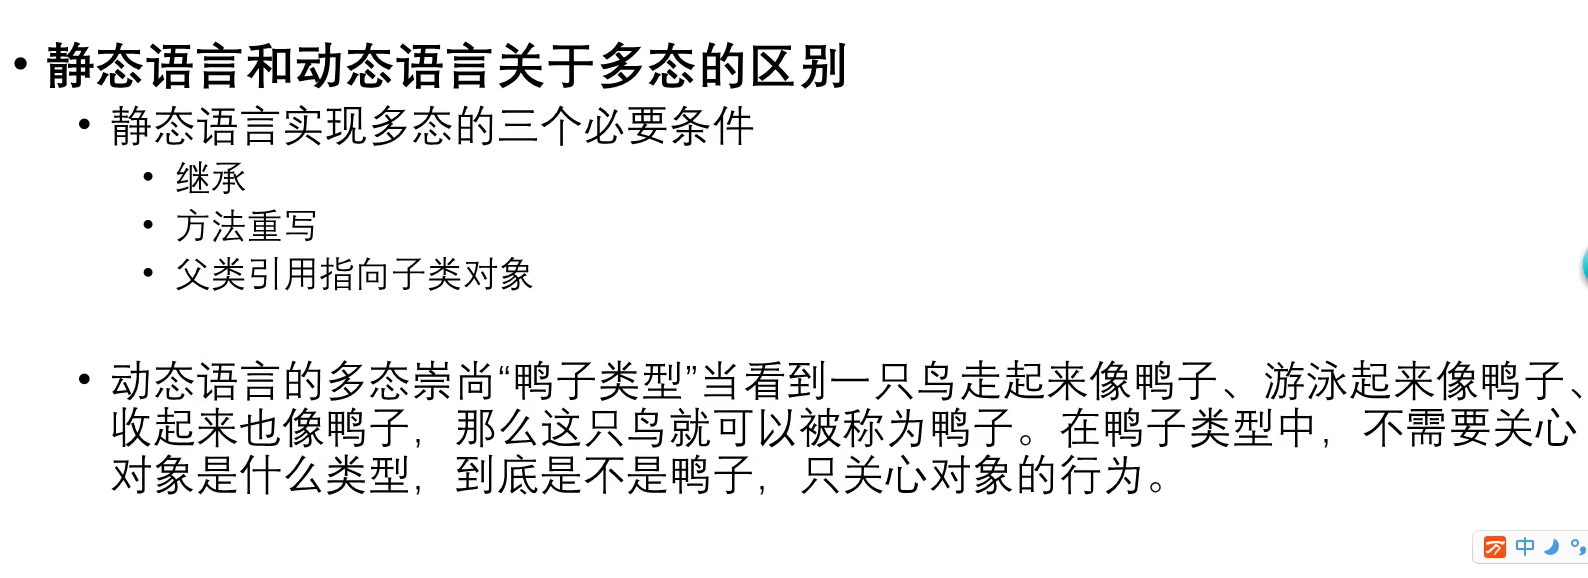 • 静态语言和动态语言关于多态的区别
• 静态语言实现多态的三个必要条件
• 继承
• 方法重写
• 父类引用指向子类对象
• 动态语言的多态崇尚“鸭子类型”当看到一只鸟走起来像鸭子、游泳起来像鸭子、
收起来也像鸭子，那么这只鸟就可以被称为鸭子。在鸭子类型中，不需要关心
对象是什么类型，到底是不是鸭子，只关心对象的行为。
中